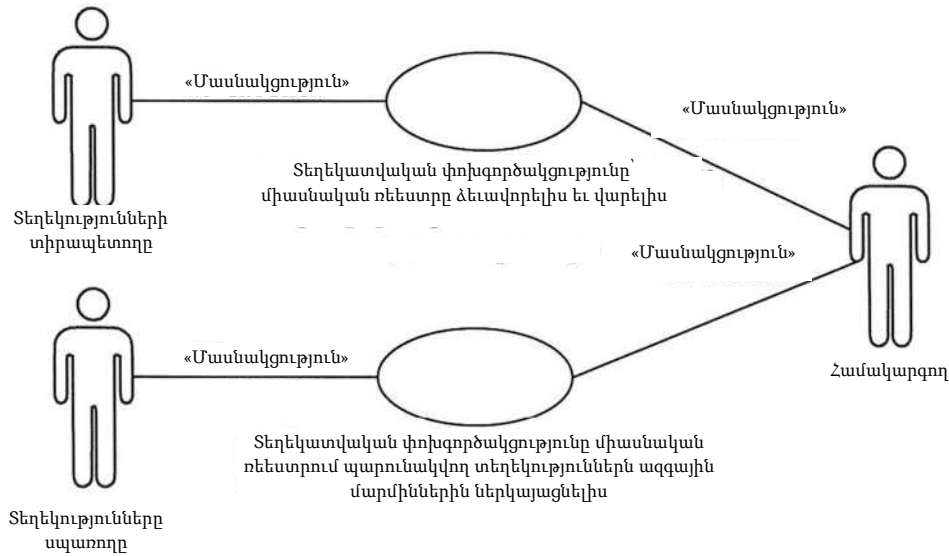 «Մասնակցություն»
«Մասնակցություն»
Տեղեկատվական փոխգործակցությունը՝
միասնական ռեեստրը ձեւավորելիս եւ վարելիս
Տեղեկությունների
տիրապետողը
«Մասնակցություն»
«Մասնակցություն»
Համակարգող
Տեղեկատվական փոխգործակցությունը միասնական
ռեեստրում պարունակվող տեղեկություններն ազգային
մարմիններին ներկայացնելիս
Տեղեկությունները
սպառողը